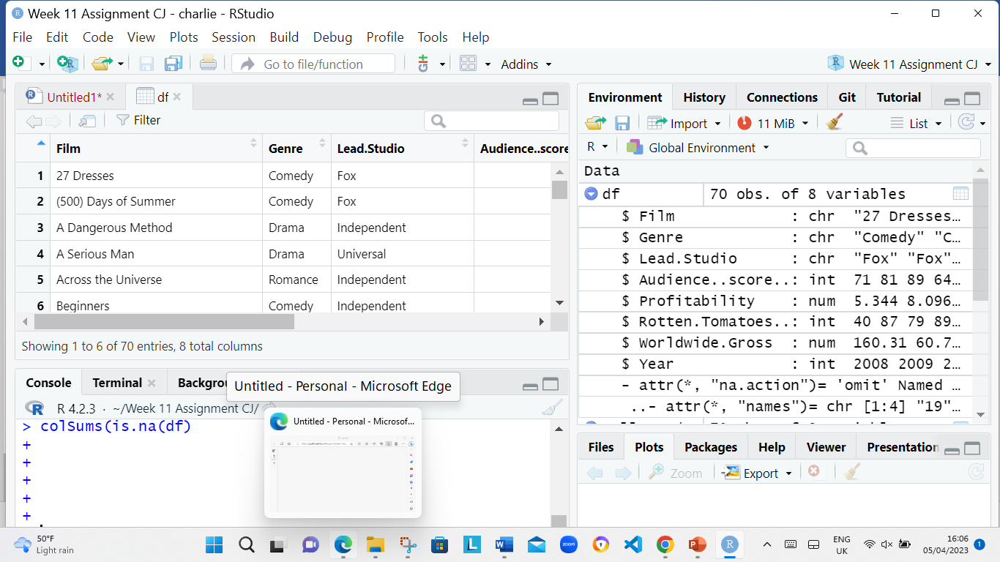 Week 11 Assignment CJ - charlie - RStudio
File Edit Code View Plots Session Build Debug Profile Tools Help
Go to file/function Addins Week 11 Assignment CJ
Untitled1* df
Filter
Film Genre Lead.Studio Audience..score
1 27 Dresses Comedy Fox
2 (500) Days of Summer Comedy Fox
3 A Dangerous Method Drama Independent
4 A Serious Man Drama Universal
5 Across the Universe Romance Independent
6 Beginners Comedy Independent
Showing 1 to 6 of 70 entries, 8 total columns
Console Terminal
Untitled - Personal - Microsoft Edge
R 4.2.3 · ~/Week 11 Assignment CJ/
Untitled - Personal - Microsof...
> colSums(is.na(df)
+
+
+
+
+
Environment History Connections Git Tutorial
Import 11 MiB List
R Global Environment
Data
df 70 obs. of 8 variables
$ Film : chr "27 Dresses…
$ Genre : chr "Comedy" "C…
$ Lead.Studio : chr "Fox" "Fox"…
$ Audience..score..: int 71 81 89 64…
$ Profitability : num 5.344 8.096…
$ Rotten.Tomatoes..: int 40 87 79 89…
$ Worldwide.Gross : num 160.31 60.7…
$ Year : int 2008 2009 2…
- attr(*, "na.action")= 'omit' Named …
..- attr(*, "names")= chr [1:4] "19"…
Files Plots Packages Help Viewer Presentation
Zoom Export
50°F
Light rain
zoom
ENG
UK
16:06
05/04/2023
1